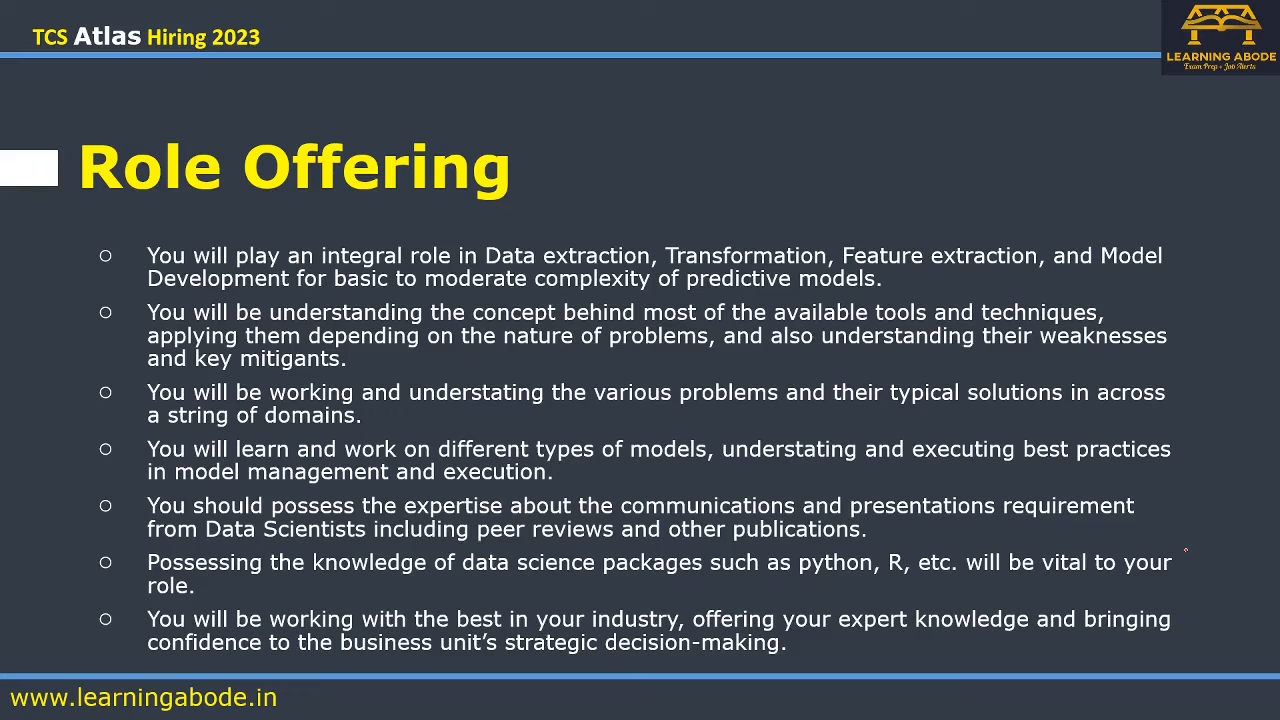 TCS Atlas Hiring 2023
LEARNING ABODE
Exam Prep + Job Alerts
Role Offering
○ You will play an integral role in Data extraction, Transformation, Feature extraction, and Model
Development for basic to moderate complexity of predictive models.
○ You will be understanding the concept behind most of the available tools and techniques,
applying them depending on the nature of problems, and also understanding their weaknesses
and key mitigants.
○ You will be working and understating the various problems and their typical solutions in across
a string of domains.
○ You will learn and work on different types of models, understating and executing best practices
in model management and execution.
○ You should possess the expertise about the communications and presentations requirement
from Data Scientists including peer reviews and other publications.
○ Possessing the knowledge of data science packages such as python, R, etc. will be vital to your
role.
○ You will be working with the best in your industry, offering your expert knowledge and bringing
confidence to the business unit’s strategic decision-making.
www.learningabode.in